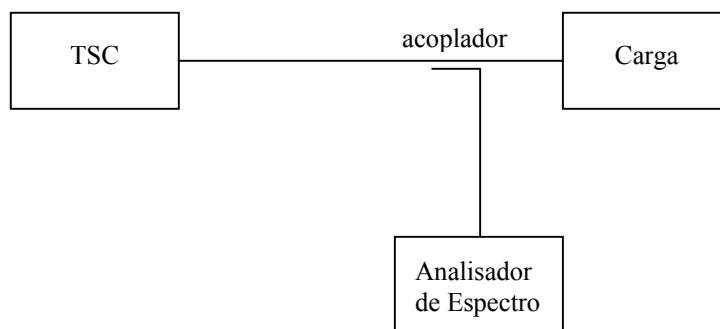 TSC
acoplador
Carga
Analisador
de Espectro